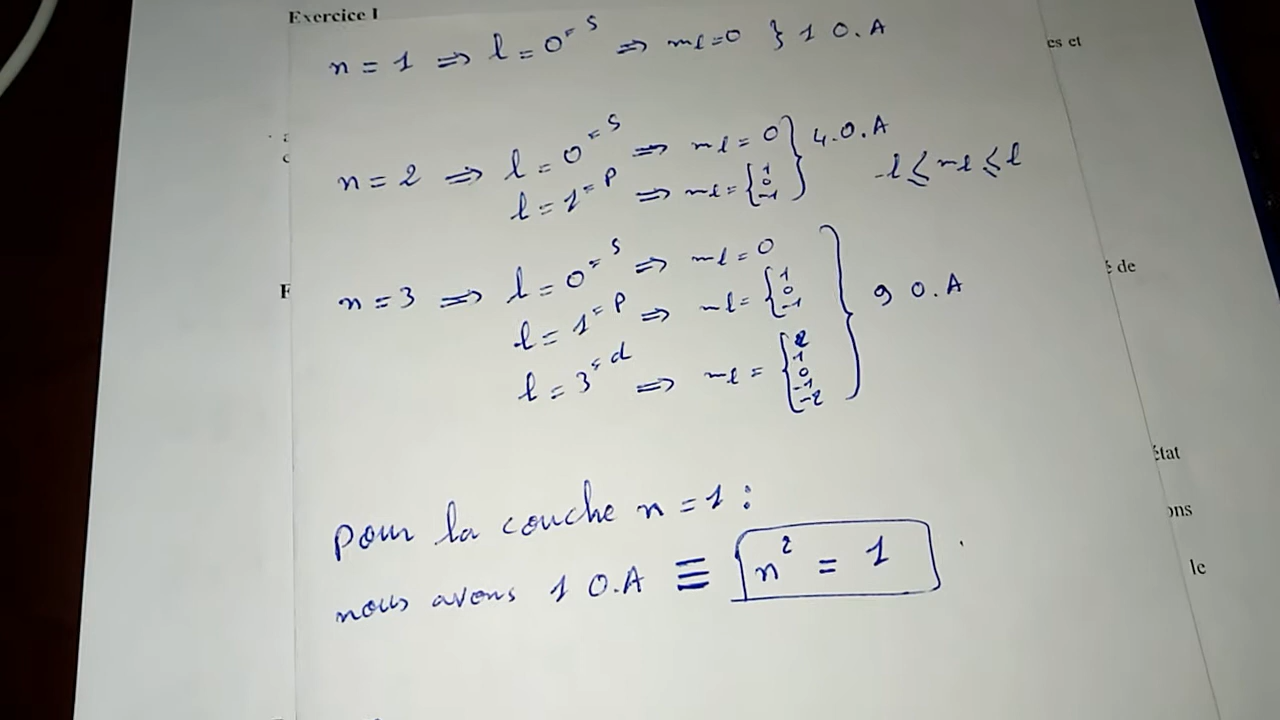 Exercice I
n = 1 ⇒ l = 0 = s ⇒ ml = 0 } 1 O.A
es et
n = 2 ⇒ l = 0 = s ⇒ ml = 0 } 4.O.A
l = 1 = p ⇒ ml = { 1 0 -1
-l ≤ ml ≤ l
n = 3 ⇒ l = 0 = s ⇒ ml = 0
é de
l = 1 = p ⇒ ml = { 1 0 -1 } 9 O.A
l = 3 = d ⇒ ml = { 2 1 0 -1 -2
état
pour la couche n = 1 :
ons
nous avons 1 O.A ≡ n² = 1
le